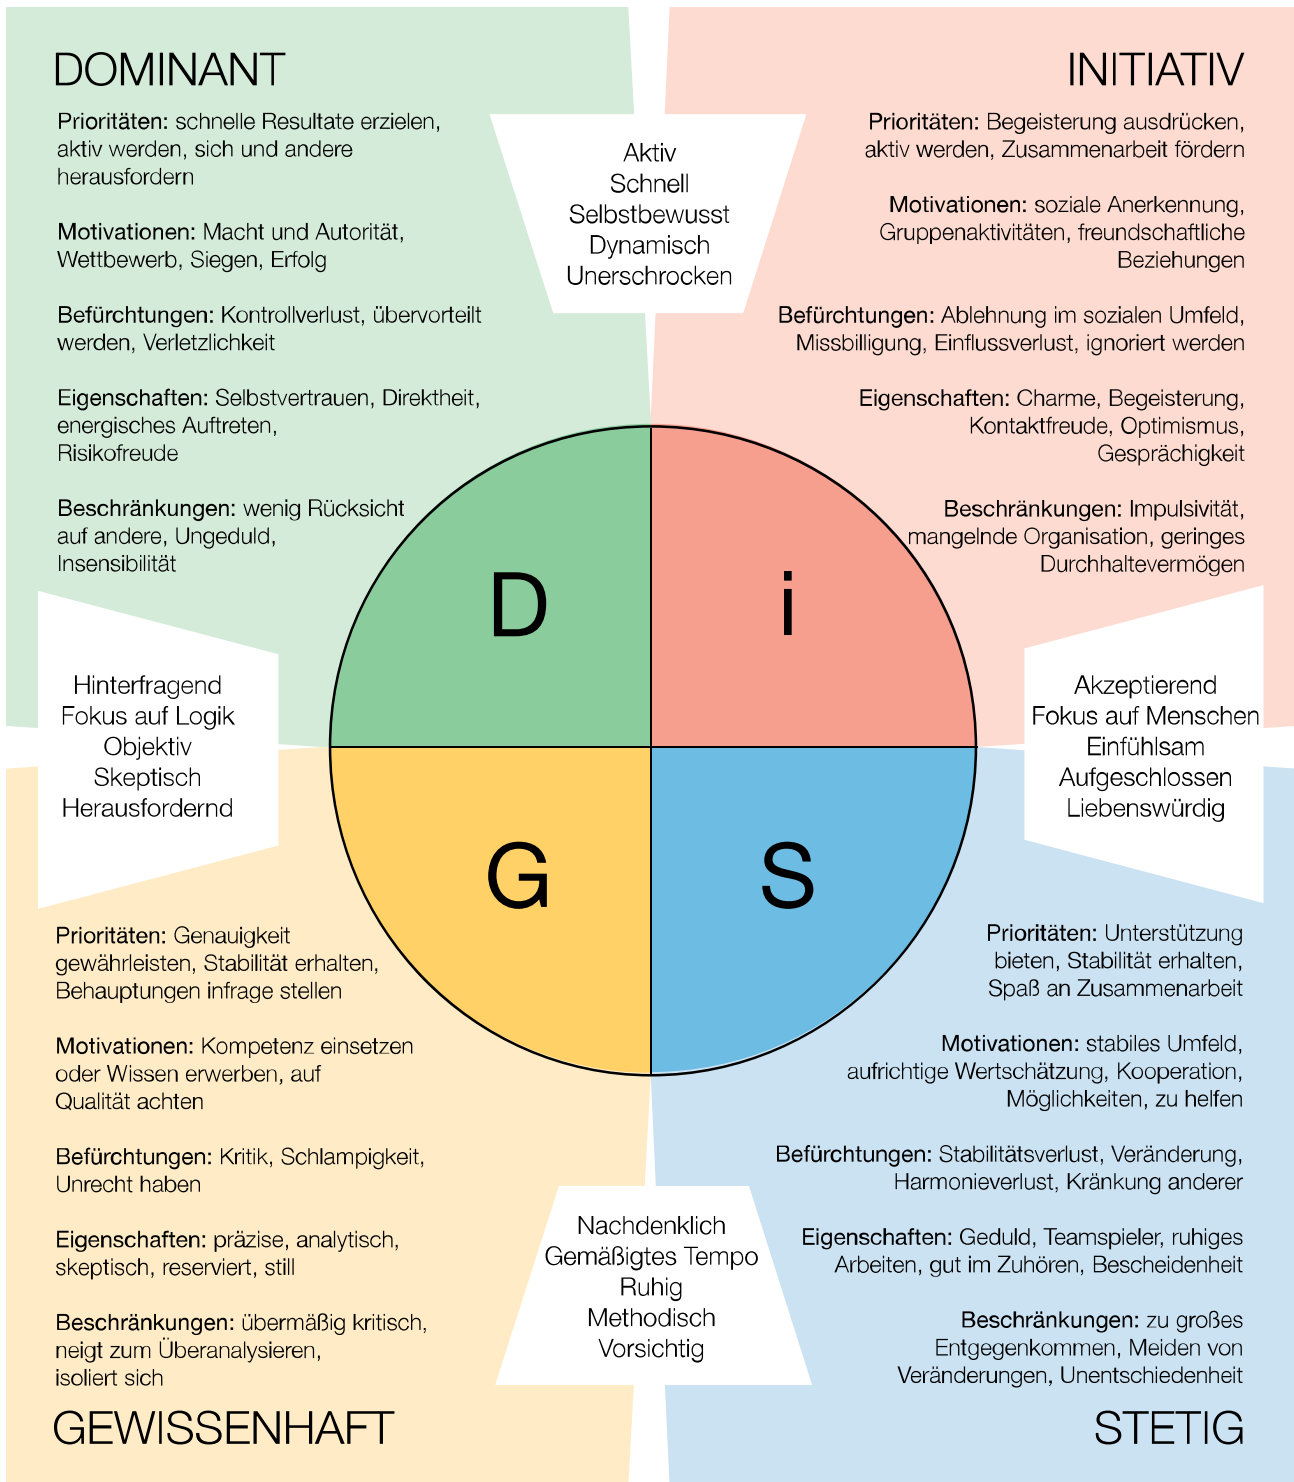 DOMINANT
Prioritäten: schnelle Resultate erzielen,
aktiv werden, sich und andere
herausfordern
Motivationen: Macht und Autorität,
Wettbewerb, Siegen, Erfolg
Befürchtungen: Kontrollverlust, übervorteilt
werden, Verletzlichkeit
Eigenschaften: Selbstvertrauen, Direktheit,
energisches Auftreten,
Risikofreude
Beschränkungen: wenig Rücksicht
auf andere, Ungeduld,
Insensibilität
Aktiv
Schnell
Selbstbewusst
Dynamisch
Unerschrocken
INITIATIV
Prioritäten: Begeisterung ausdrücken,
aktiv werden, Zusammenarbeit fördern
Motivationen: soziale Anerkennung,
Gruppenaktivitäten, freundschaftliche
Beziehungen
Befürchtungen: Ablehnung im sozialen Umfeld,
Missbilligung, Einflussverlust, ignoriert werden
Eigenschaften: Charme, Begeisterung,
Kontaktfreude, Optimismus,
Gesprächigkeit
Beschränkungen: Impulsivität,
mangelnde Organisation, geringes
Durchhaltevermögen
D
i
Hinterfragend
Fokus auf Logik
Objektiv
Skeptisch
Herausfordernd
Akzeptierend
Fokus auf Menschen
Einfühlsam
Aufgeschlossen
Liebenswürdig
G
S
Prioritäten: Genauigkeit
gewährleisten, Stabilität erhalten,
Behauptungen infrage stellen
Motivationen: Kompetenz einsetzen
oder Wissen erwerben, auf
Qualität achten
Befürchtungen: Kritik, Schlampigkeit,
Unrecht haben
Eigenschaften: präzise, analytisch,
skeptisch, reserviert, still
Beschränkungen: übermäßig kritisch,
neigt zum Überanalysieren,
isoliert sich
GEWISSENHAFT
Nachdenklich
Gemäßigtes Tempo
Ruhig
Methodisch
Vorsichtig
Prioritäten: Unterstützung
bieten, Stabilität erhalten,
Spaß an Zusammenarbeit
Motivationen: stabiles Umfeld,
aufrichtige Wertschätzung, Kooperation,
Möglichkeiten, zu helfen
Befürchtungen: Stabilitätsverlust, Veränderung,
Harmonieverlust, Kränkung anderer
Eigenschaften: Geduld, Teamspieler, ruhiges
Arbeiten, gut im Zuhören, Bescheidenheit
Beschränkungen: zu großes
Entgegenkommen, Meiden von
Veränderungen, Unentschiedenheit
STETIG